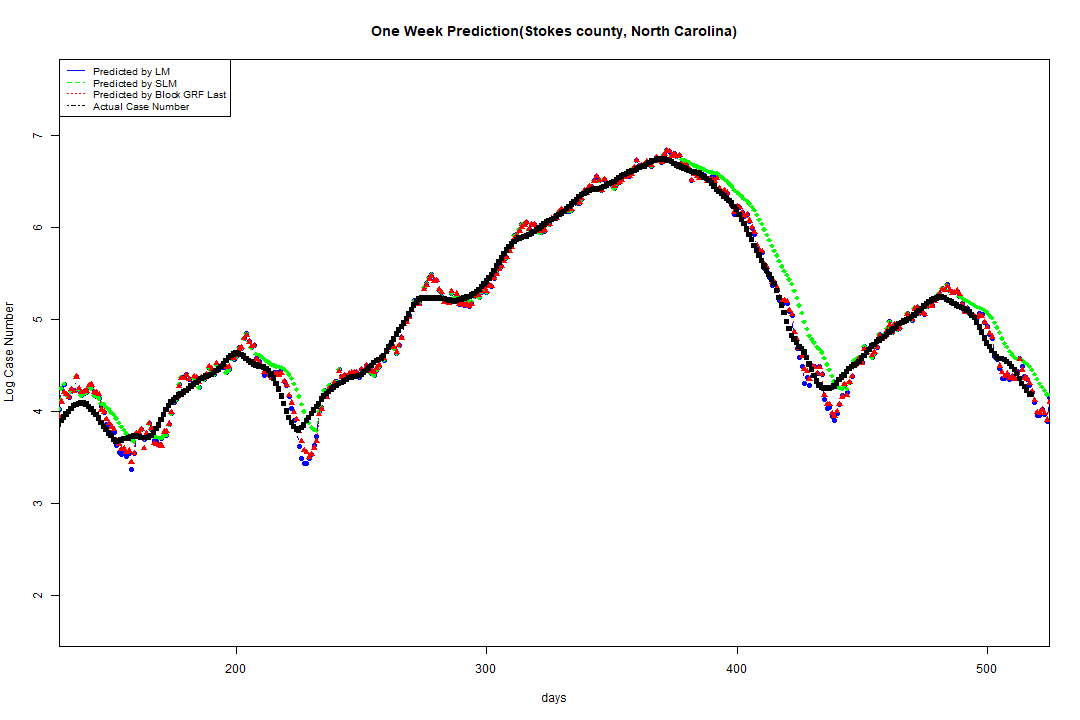 One Week Prediction(Stokes county, North Carolina)
Predicted by LM
Predicted by SLM
Predicted by Block GRF Last
Actual Case Number
Log Case Number
7
6
5
4
3
2
200 300 400 500
days